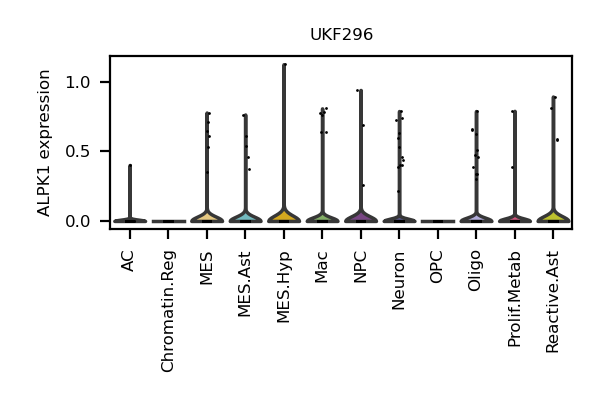 UKF296
ALPK1 expression
1.0
0.5
0.0
AC
Chromatin.Reg
MES
MES.Ast
MES.Hyp
Mac
NPC
Neuron
OPC
Oligo
Prolif.Metab
Reactive.Ast